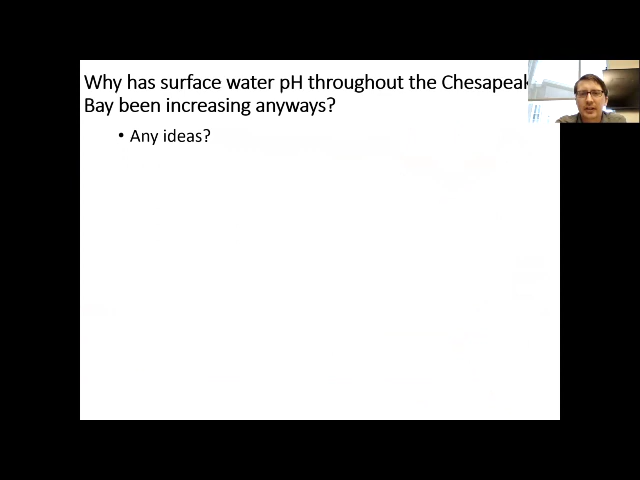 Why has surface water pH throughout the Chesapeak
Bay been increasing anyways?
• Any ideas?